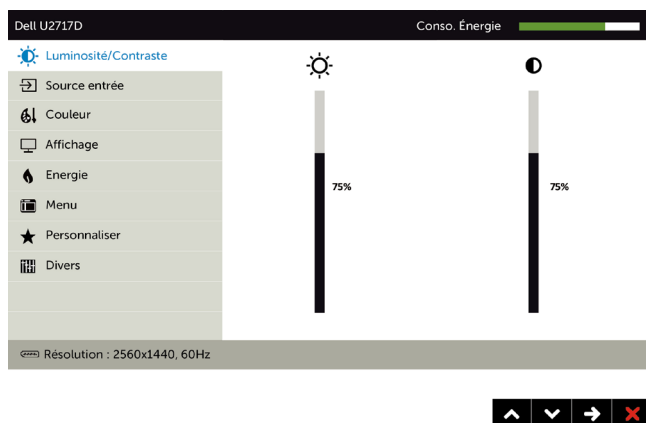 Dell U2717D
Conso. Énergie
Luminosité/Contraste
Source entrée
Couleur
Affichage
Energie
Menu
Personnaliser
Divers
75%
75%
Résolution : 2560x1440, 60Hz